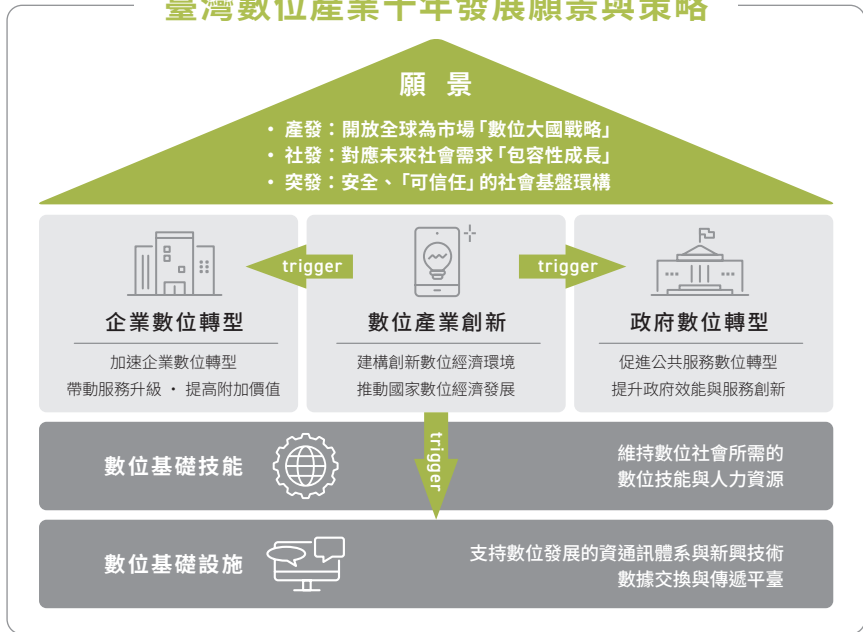 臺灣數位產業十年發展願景與策略
願 景
• 產發：開放全球為市場「數位大國戰略」
• 社發：對應未來社會需求「包容性成長」
• 突發：安全、「可信任」的社會基盤環構
trigger
trigger
企業數位轉型
加速企業數位轉型
帶動服務升級 • 提高附加價值
數位產業創新
建構創新數位經濟環境
推動國家數位經濟發展
政府數位轉型
促進公共服務數位轉型
提升政府效能與服務創新
trigger
數位基礎技能
維持數位社會所需的
數位技能與人力資源
數位基礎設施
支持數位發展的資通訊體系與新興技術
數據交換與傳遞平臺